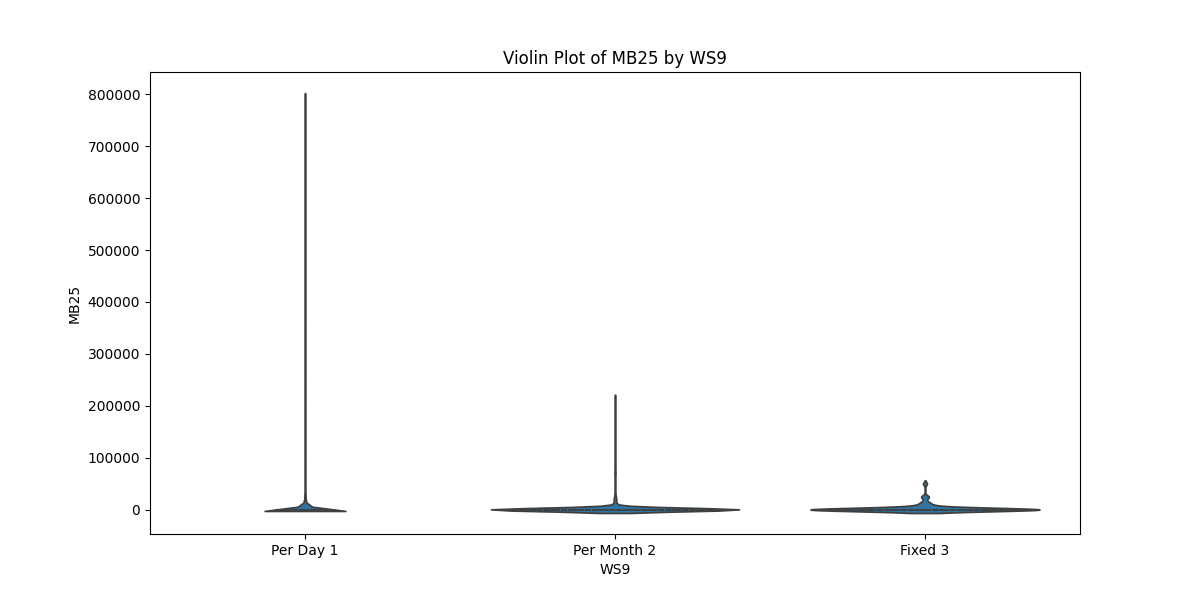 Violin Plot of MB25 by WS9
800000
700000
600000
500000
400000
300000
200000
100000
0
MB25
Per Day 1
Per Month 2
Fixed 3
WS9